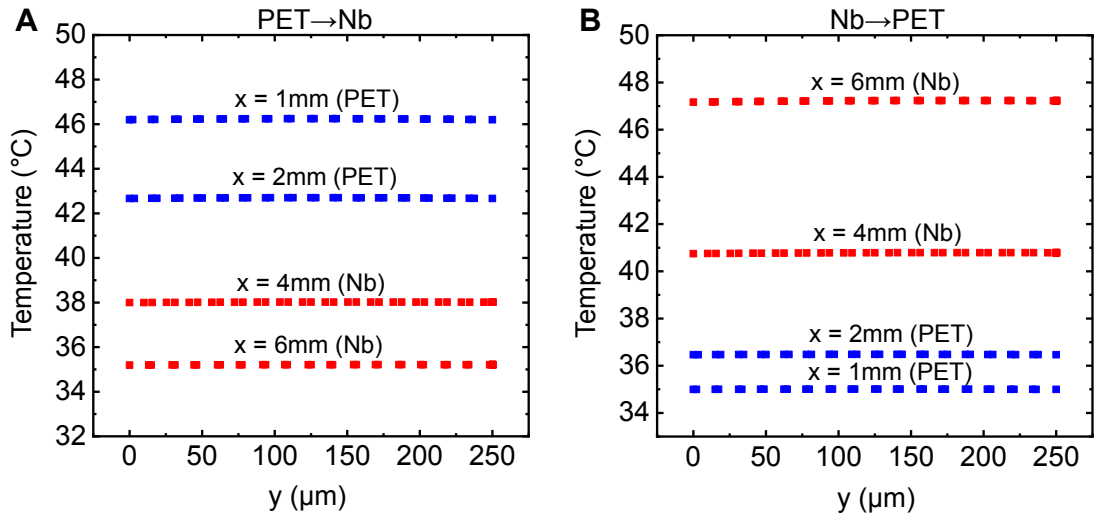 A
PET→Nb
50
48
46
44
42
40
38
36
34
32
Temperature (°C)
x = 1mm (PET)
x = 2mm (PET)
x = 4mm (Nb)
x = 6mm (Nb)
0 50 100 150 200 250
y (µm)
B
Nb→PET
50
48
46
44
42
40
38
36
34
Temperature (°C)
x = 6mm (Nb)
x = 4mm (Nb)
x = 2mm (PET)
x = 1mm (PET)
0 50 100 150 200 250
y (µm)